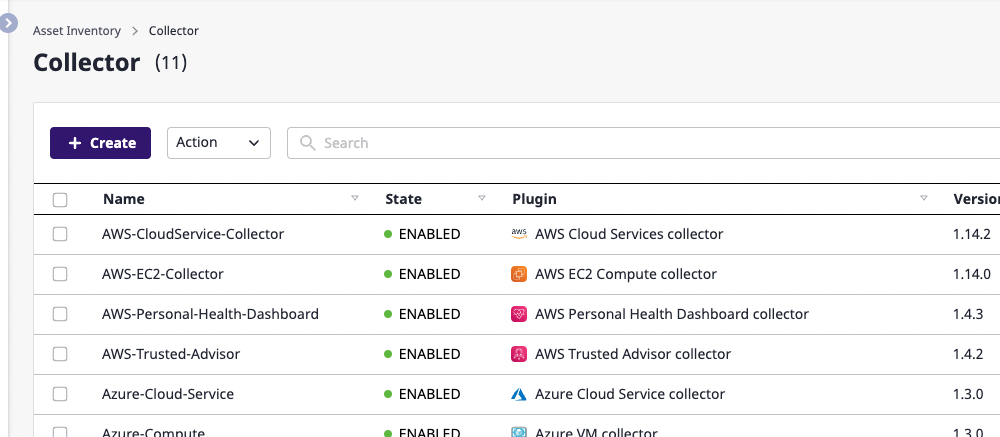 Asset Inventory > Collector
Collector (11)
+ Create Action Search
Name State Plugin Version
AWS-CloudService-Collector ENABLED aws AWS Cloud Services collector 1.14.2
AWS-EC2-Collector ENABLED AWS EC2 Compute collector 1.14.0
AWS-Personal-Health-Dashboard ENABLED AWS Personal Health Dashboard collector 1.4.3
AWS-Trusted-Advisor ENABLED AWS Trusted Advisor collector 1.4.2
Azure-Cloud-Service ENABLED Azure Cloud Service collector 1.3.0
Azure-Compute ENABLED Azure VM collector 1.3.0